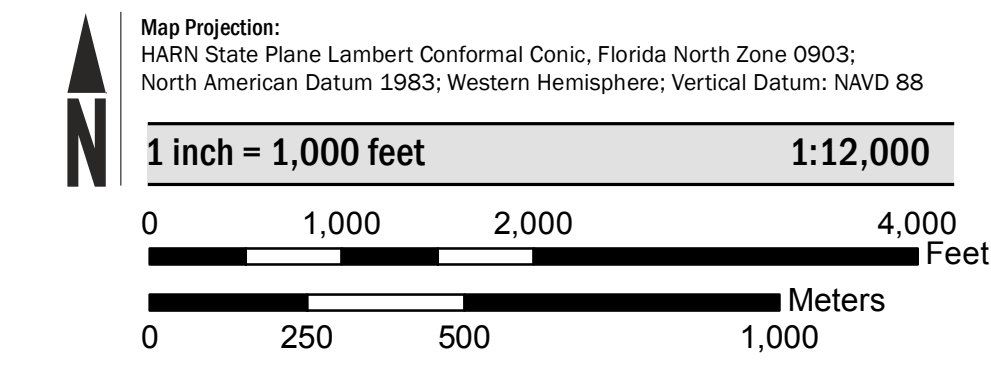 N
Map Projection:
HARN State Plane Lambert Conformal Conic, Florida North Zone 0903;
North American Datum 1983; Western Hemisphere; Vertical Datum: NAVD 88
1 inch = 1,000 feet 1:12,000
0 1,000 2,000 4,000
Feet
Meters
0 250 500 1,000